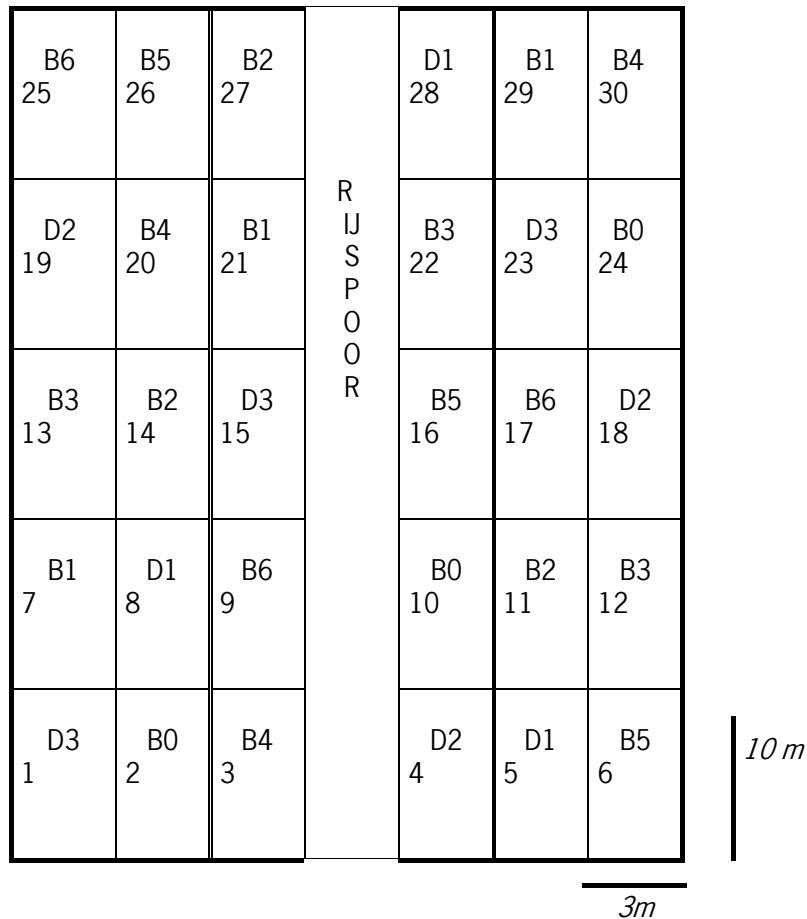 B6 B5 B2 D1 B1 B4
25 26 27 28 29 30
D2 B4 B1 B3 D3 B0
19 20 21 22 23 24
B3 B2 D3 B5 B6 D2
13 14 15 16 17 18
B1 D1 B6 B0 B2 B3
7 8 9 10 11 12
D3 B0 B4 D2 D1 B5
1 2 3 4 5 6
R
IJ
S
P
O
O
R
10 m
3m